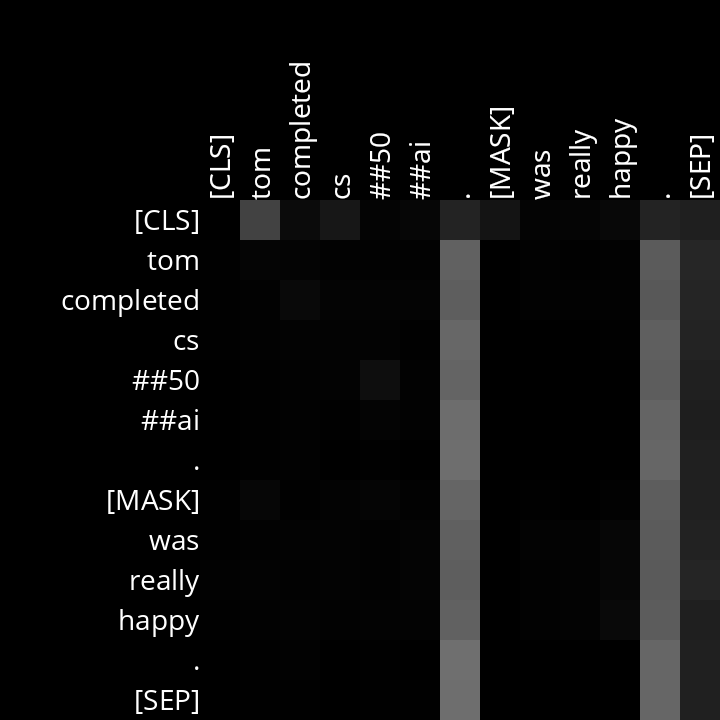 [CLS]
tom
completed
cs
##50
##ai
.
[MASK]
was
really
happy
.
[SEP]
[CLS]
tom
completed
cs
##50
##ai
.
[MASK]
was
really
happy
.
[SEP]